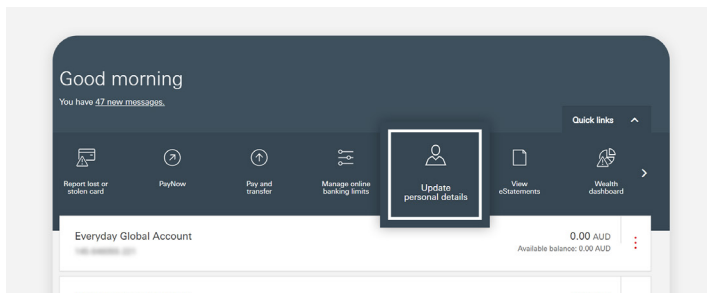 Good morning
You have 47 new messages.
Quick links
Report lost or
stolen card
PayNow
Pay and
transfer
Manage online
banking limits
Update
personal details
View
eStatements
Wealth
dashboard
Everyday Global Account
0.00 AUD
Available balance: 0.00 AUD